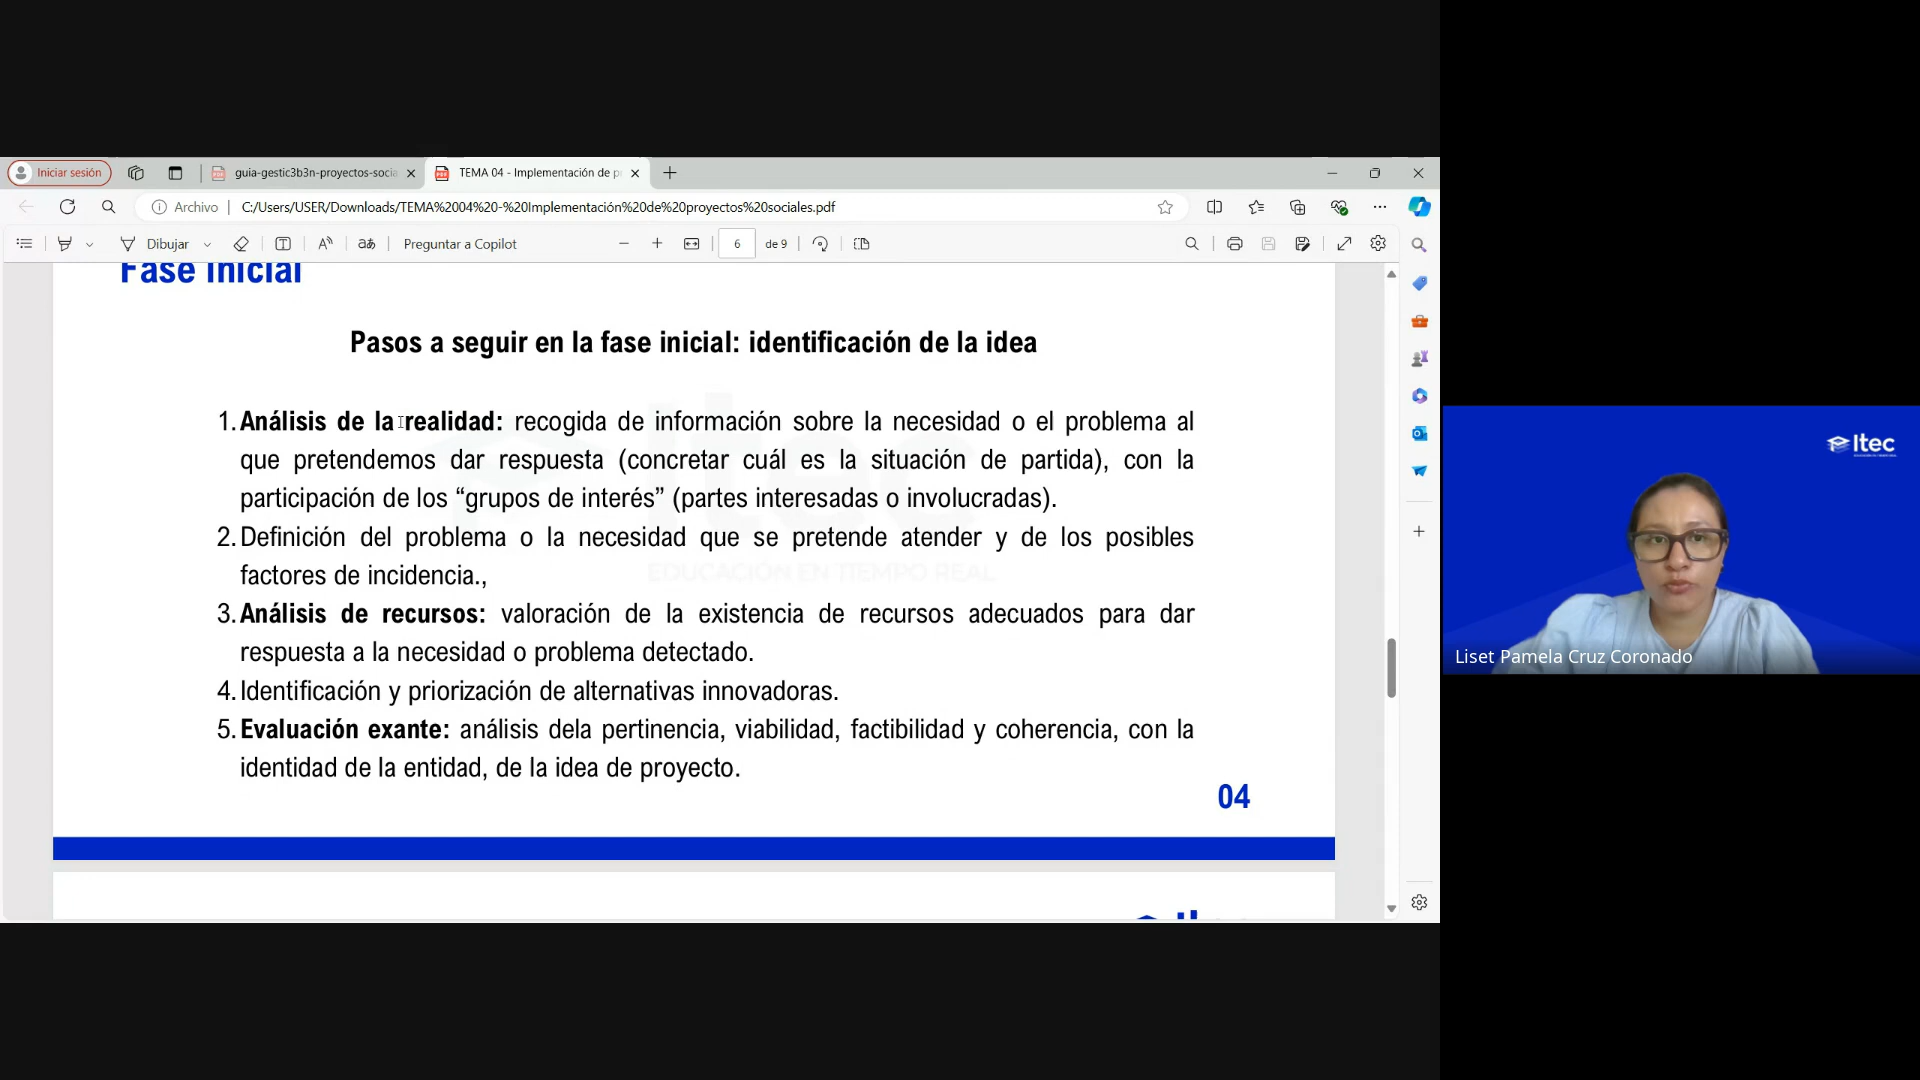 Iniciar sesión
guia-gestic3b3n-proyectos-socia
TEMA 04 - Implementación de p
Archivo
C:/Users/USER/Downloads/TEMA%2004%20-%20Implementación%20de%20proyectos%20sociales.pdf
Dibujar
aあ
Preguntar a Copilot
6
de 9
Fase Inicial
Pasos a seguir en la fase inicial: identificación de la idea
1. Análisis de la realidad: recogida de información sobre la necesidad o el problema al
que pretendemos dar respuesta (concretar cuál es la situación de partida), con la
participación de los “grupos de interés” (partes interesadas o involucradas).
2. Definición del problema o la necesidad que se pretende atender y de los posibles
factores de incidencia.,
3. Análisis de recursos: valoración de la existencia de recursos adecuados para dar
respuesta a la necesidad o problema detectado.
4. Identificación y priorización de alternativas innovadoras.
5. Evaluación exante: análisis dela pertinencia, viabilidad, factibilidad y coherencia, con la
identidad de la entidad, de la idea de proyecto.
Itec
EDUCACIÓN EN TIEMPO REAL
04
Itec
Liset Pamela Cruz Coronado